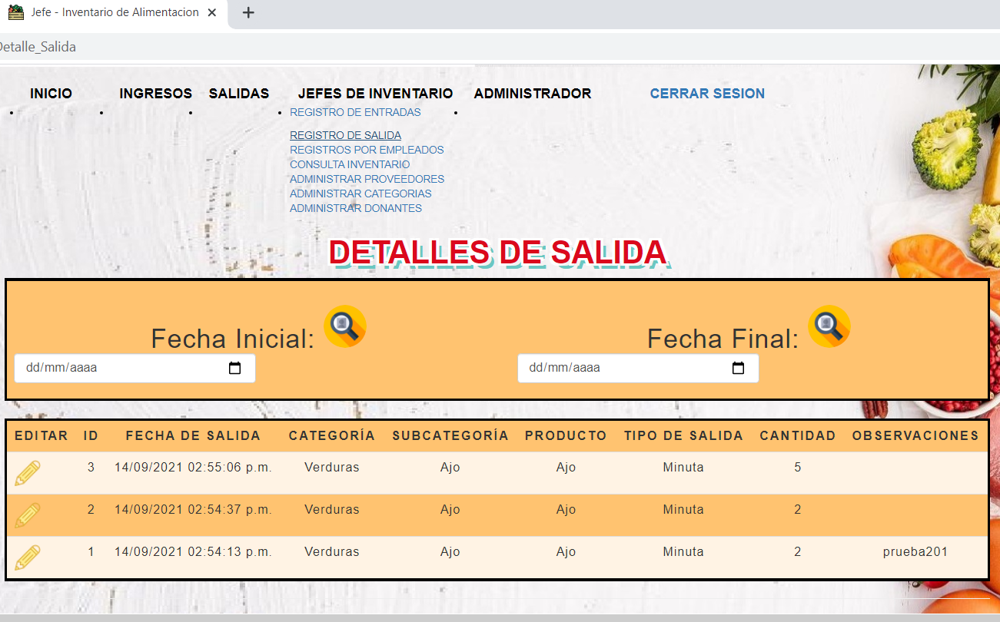 Jefe - Inventario de Alimentacion
Detalle_Salida
INICIO INGRESOS SALIDAS JEFES DE INVENTARIO ADMINISTRADOR CERRAR SESION
REGISTRO DE ENTRADAS
REGISTRO DE SALIDA
REGISTROS POR EMPLEADOS
CONSULTA INVENTARIO
ADMINISTRAR PROVEEDORES
ADMINISTRAR CATEGORIAS
ADMINISTRAR DONANTES
DETALLES DE SALIDA
Fecha Inicial: Fecha Final:
dd/mm/aaaa dd/mm/aaaa
EDITAR ID FECHA DE SALIDA CATEGORÍA SUBCATEGORÍA PRODUCTO TIPO DE SALIDA CANTIDAD OBSERVACIONES
3 14/09/2021 02:55:06 p.m. Verduras Ajo Ajo Minuta 5
2 14/09/2021 02:54:37 p.m. Verduras Ajo Ajo Minuta 2
1 14/09/2021 02:54:13 p.m. Verduras Ajo Ajo Minuta 2 prueba201